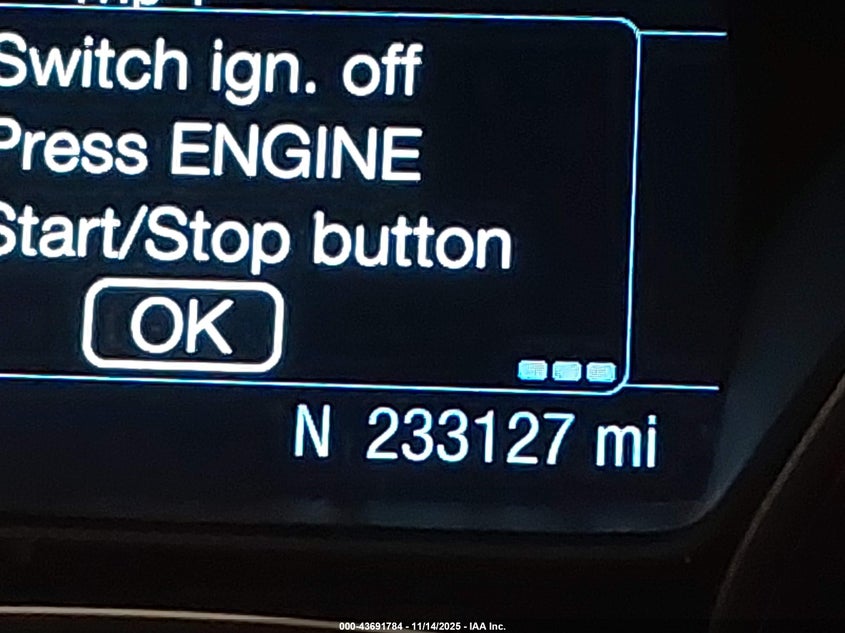 Switch ign. off
Press ENGINE
Start/Stop button
OK
N 233127 mi
000-43691784 - 11/14/2025 - IAA Inc.